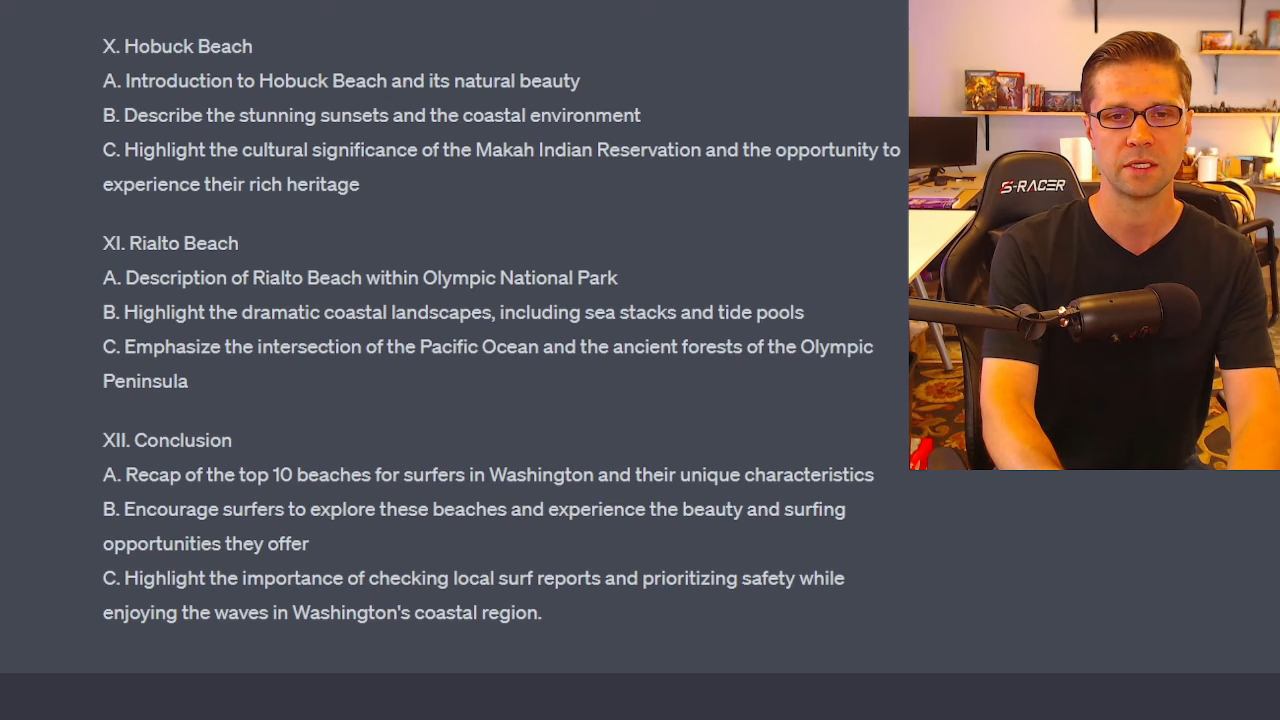 X. Hobuck Beach
A. Introduction to Hobuck Beach and its natural beauty
B. Describe the stunning sunsets and the coastal environment
C. Highlight the cultural significance of the Makah Indian Reservation and the opportunity to
experience their rich heritage
XI. Rialto Beach
A. Description of Rialto Beach within Olympic National Park
B. Highlight the dramatic coastal landscapes, including sea stacks and tide pools
C. Emphasize the intersection of the Pacific Ocean and the ancient forests of the Olympic
Peninsula
XII. Conclusion
A. Recap of the top 10 beaches for surfers in Washington and their unique characteristics
B. Encourage surfers to explore these beaches and experience the beauty and surfing
opportunities they offer
C. Highlight the importance of checking local surf reports and prioritizing safety while
enjoying the waves in Washington's coastal region.
S-RACER